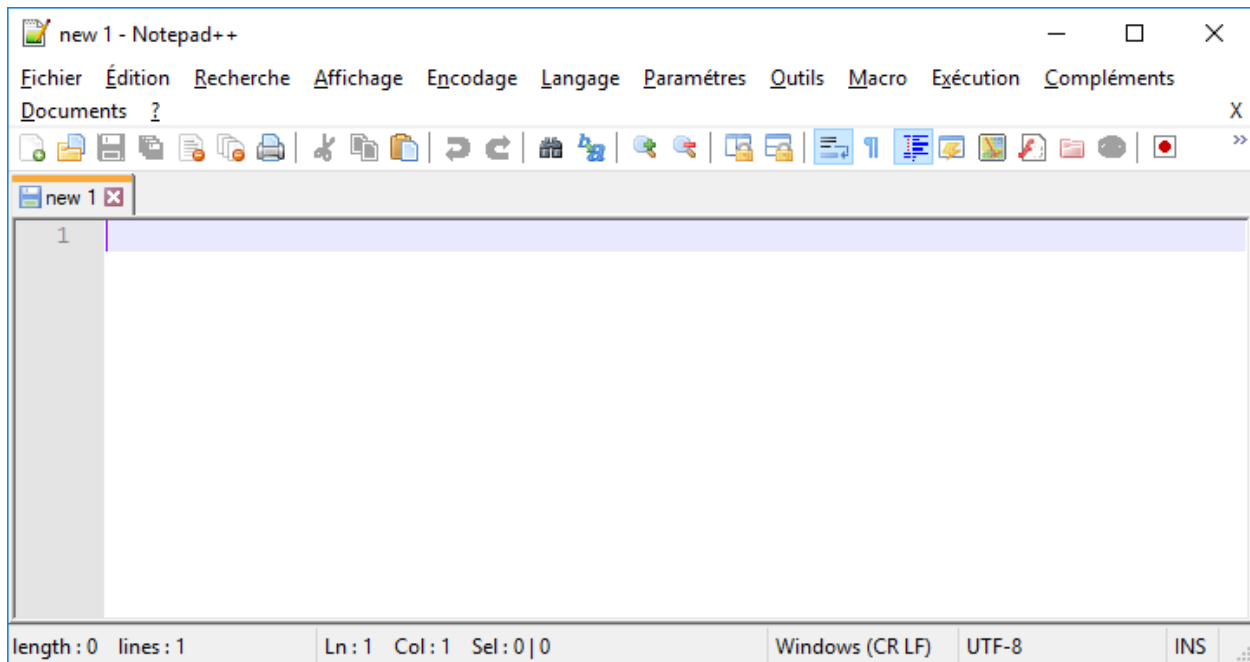 new 1 - Notepad++
Fichier Édition Recherche Affichage Encodage Langage Paramétres Outils Macro Exécution Compléments
Documents ? X
new 1
1
length : 0 lines : 1 Ln : 1 Col : 1 Sel : 0 | 0 Windows (CR LF) UTF-8 INS